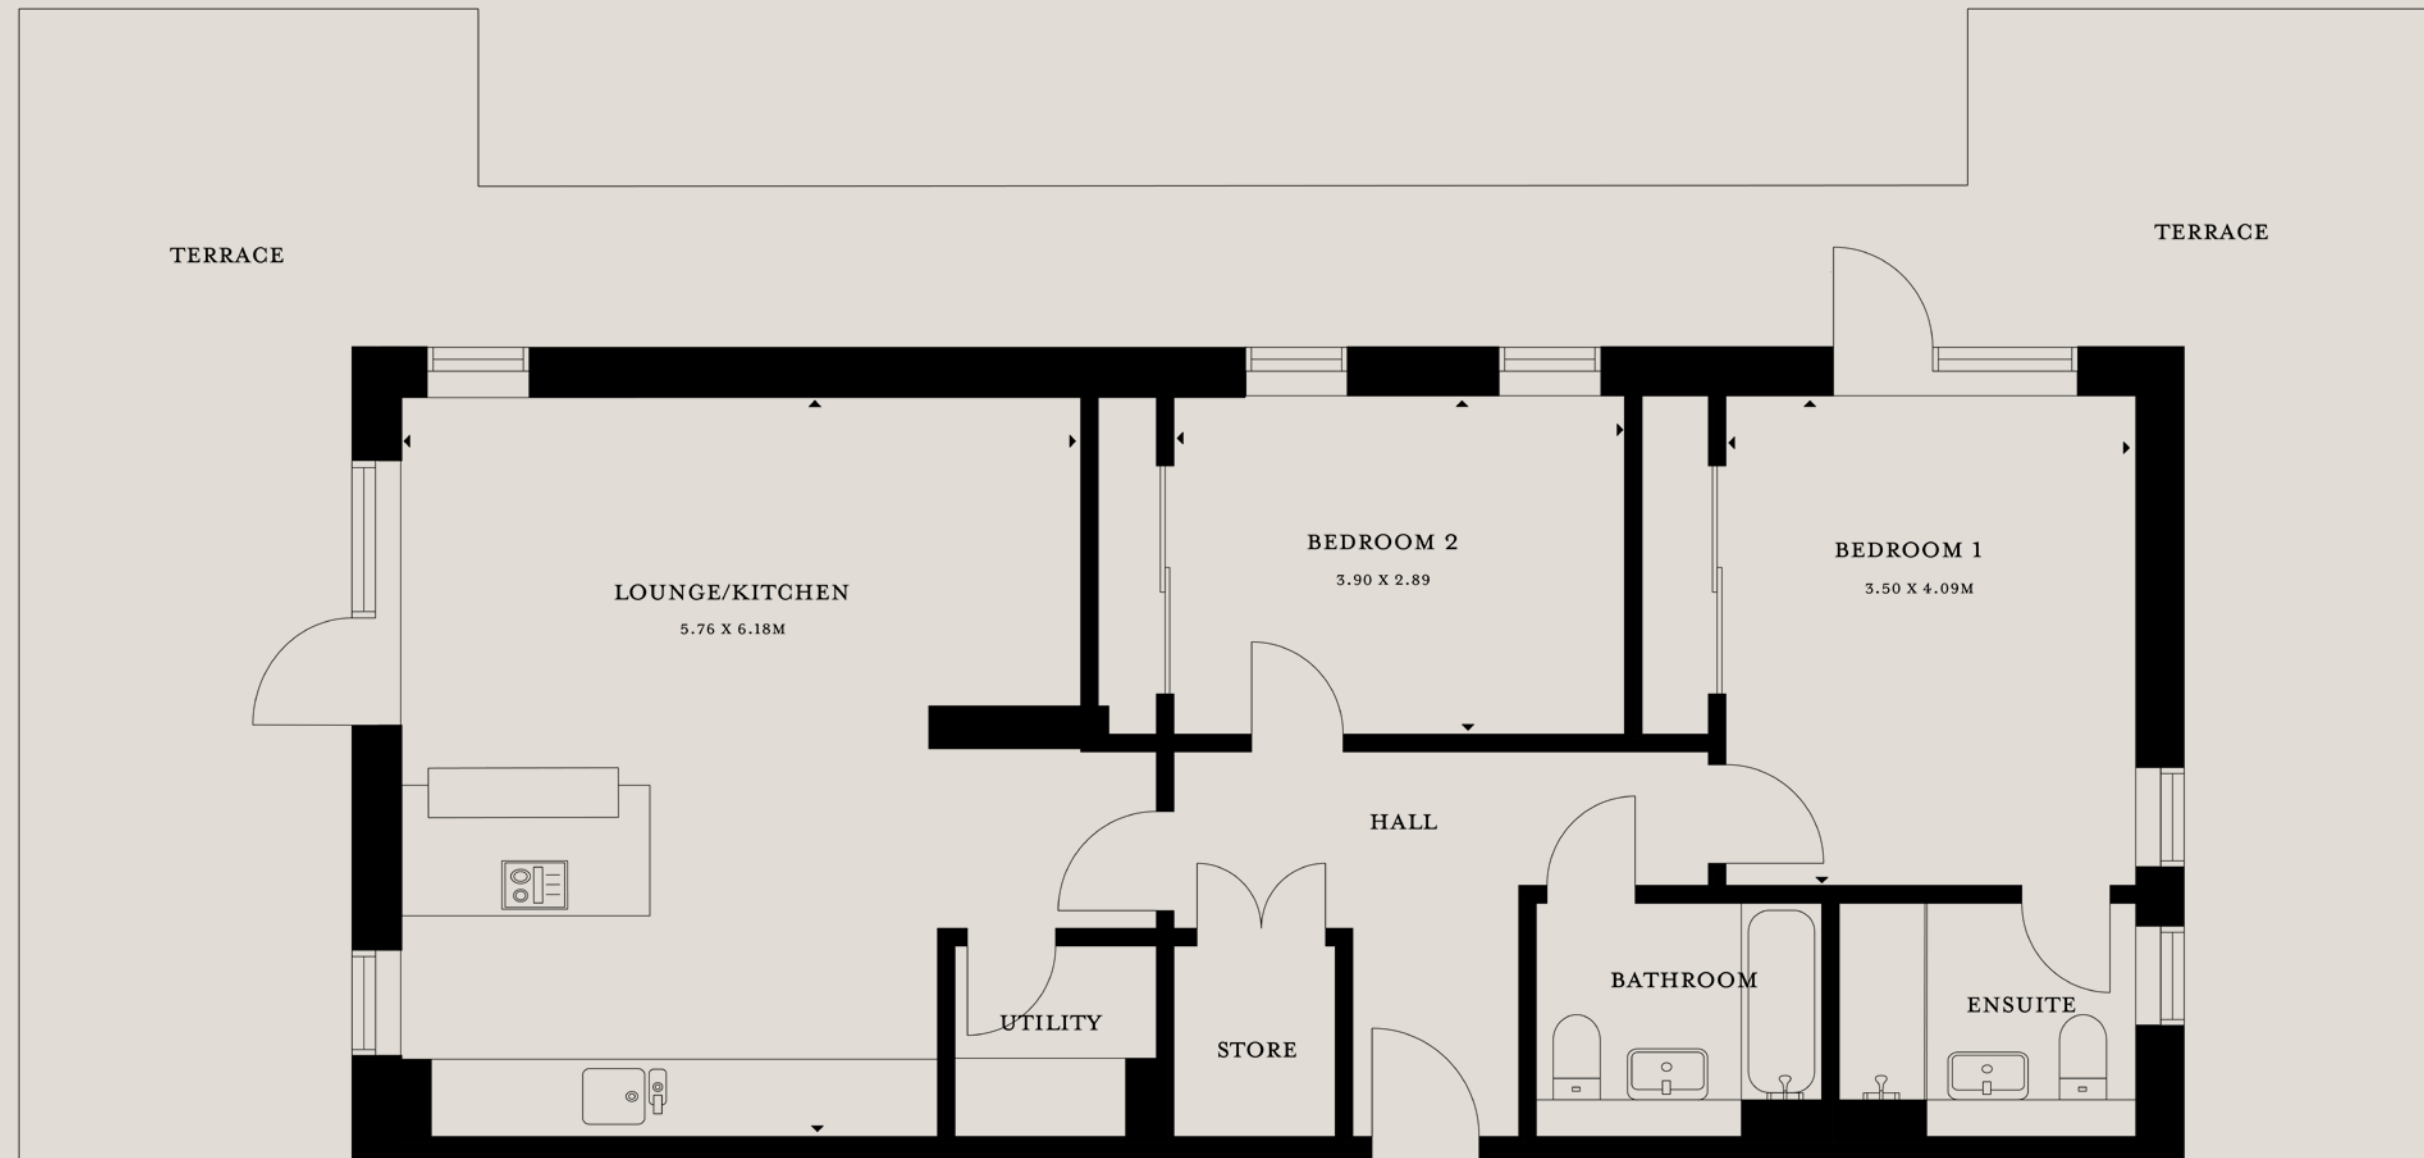 TERRACE
TERRACE
LOUNGE/KITCHEN
5.76 X 6.18M
BEDROOM 2
3.90 X 2.89
BEDROOM 1
3.50 X 4.09M
HALL
UTILITY
STORE
BATHROOM
ENSUITE